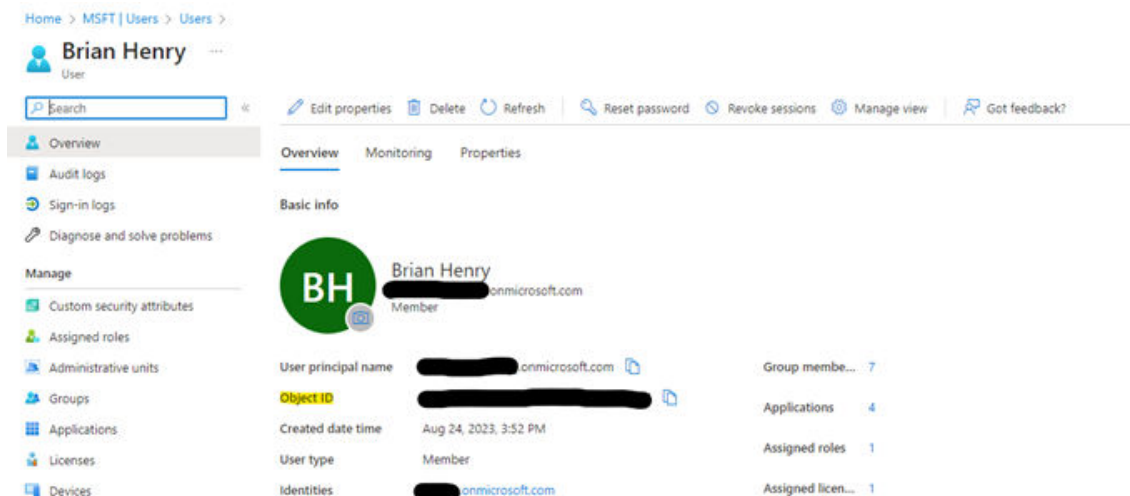 Home > MSFT | Users > Users >
Brian Henry ...
User
Search
Edit properties Delete Refresh Reset password Revoke sessions Manage view Got feedback?
Overview
Audit logs
Sign-in logs
Diagnose and solve problems
Manage
Custom security attributes
Assigned roles
Administrative units
Groups
Applications
Licenses
Devices
Overview Monitoring Properties
Basic info
BH
Brian Henry
onmicrosoft.com
Member
User principal name .onmicrosoft.com
Object ID
Created date time Aug 24, 2023, 3:52 PM
User type Member
Identities onmicrosoft.com
Group membe... 7
Applications 4
Assigned roles 1
Assigned licen... 1